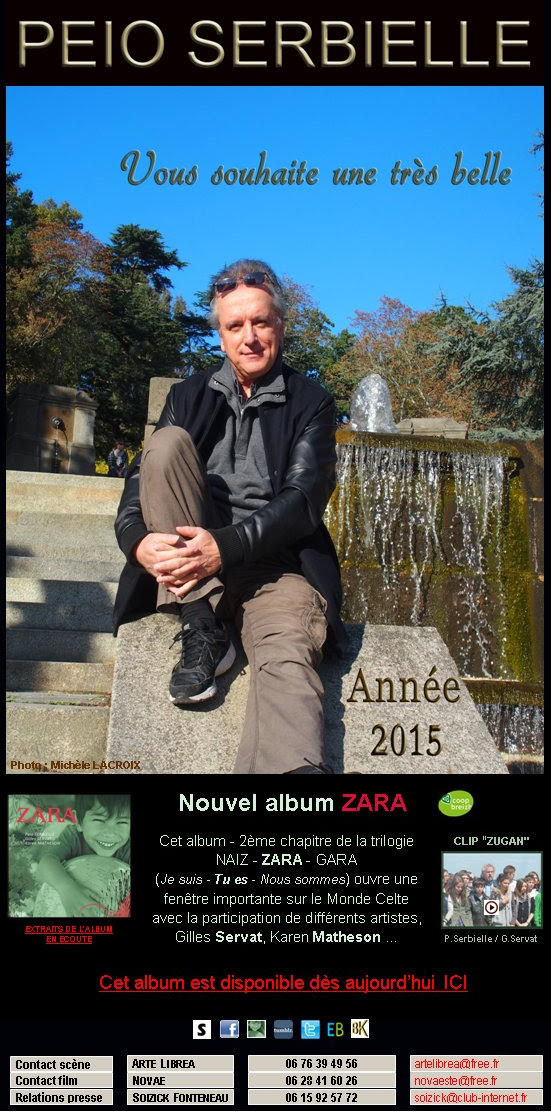 PEIO SERBIELLE
Vous souhaite une très belle
Année
2015
Photo : Michèle LACROIX
ZARA
Nouvel album ZARA
coop
breizh
Cet album - 2ème chapitre de la trilogie
NAIZ - ZARA - GARA
(Je suis - Tu es - Nous sommes) ouvre une
fenêtre importante sur le Monde Celte
avec la participation de différents artistes,
Gilles Servat, Karen Matheson ...
EXTRAITS DE L'ALBUM
EN ECOUTE
CLIP "ZUGAN"
P.Serbielle / G.Servat
Cet album est disponible dès aujourd'hui ICI
S f tumblr. t EB 8K
Contact scène ARTE LIBREA 06 76 39 49 56 artelibrea@free.fr
Contact film NOVAE 06 28 41 60 26 novaeste@free.fr
Relations presse SOIZICK FONTENEAU 06 15 92 57 72 soizick@club-internet.fr